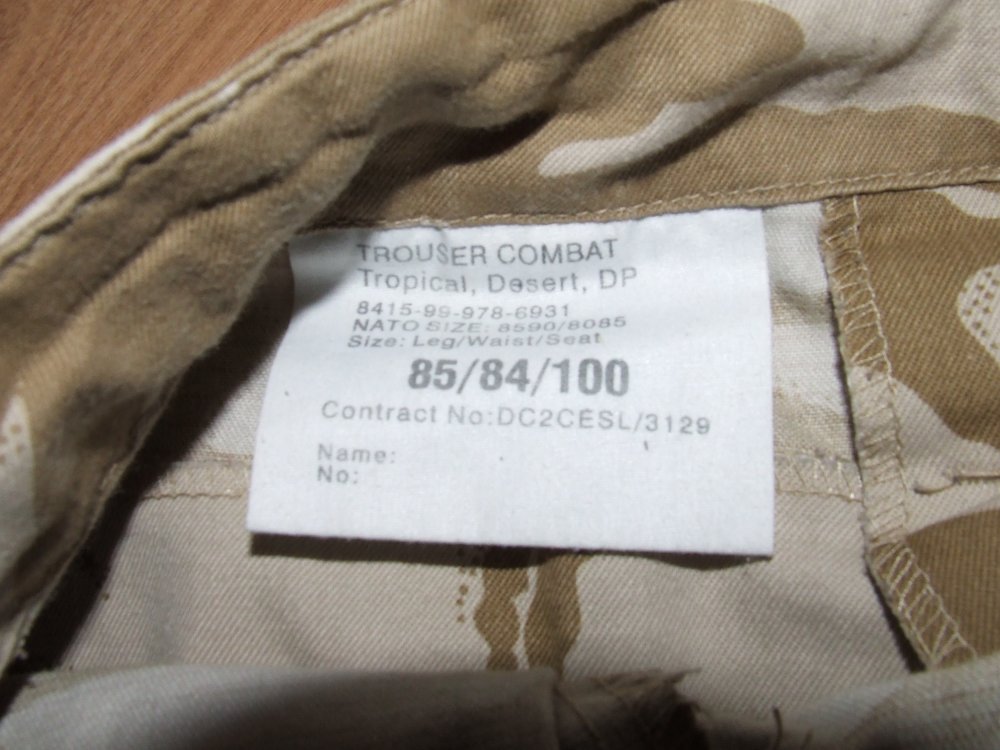 TROUSER COMBAT
Tropical, Desert, DP
8415-99-978-6931
NATO SIZE: 8590/8085
Size: Leg/Waist/Seat
85/84/100
Contract No:DC2CESL/3129
Name:
No: